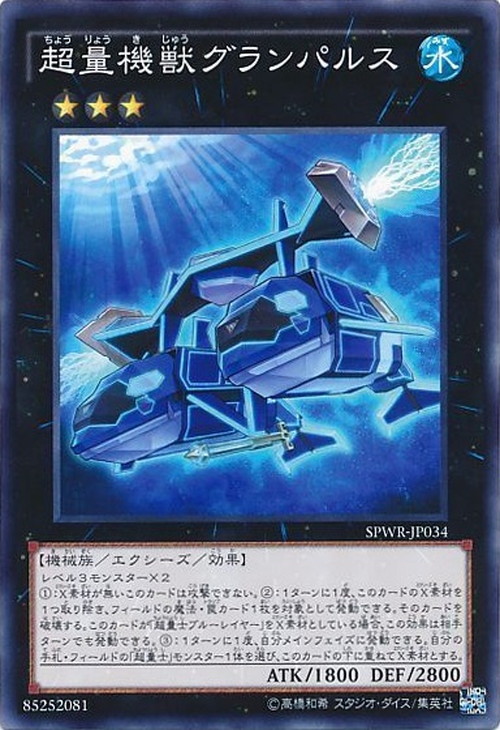 超量機獣グランパルス 水
ちょう りょう き じゅう
SPWR-JP034
【機械族/エクシーズ/効果】
レベル3モンスター×2
①:X素材が無いこのカードは攻撃できない。②:1ターンに1度、このカードのX素材を
1つ取り除き、フィールドの魔法・罠カード1枚を対象として発動できる。そのカードを
破壊する。このカードが「超量士ブルーレイヤー」をX素材としている場合、この効果は相手
ターンでも発動できる。③:1ターンに1度、自分メインフェイズに発動できる。自分の
手札・フィールドの「超量士」モンスター1体を選び、このカードの下に重ねてX素材とする。
ATK/1800 DEF/2800
85252081 ©高橋和希 スタジオ・ダイス/集英社